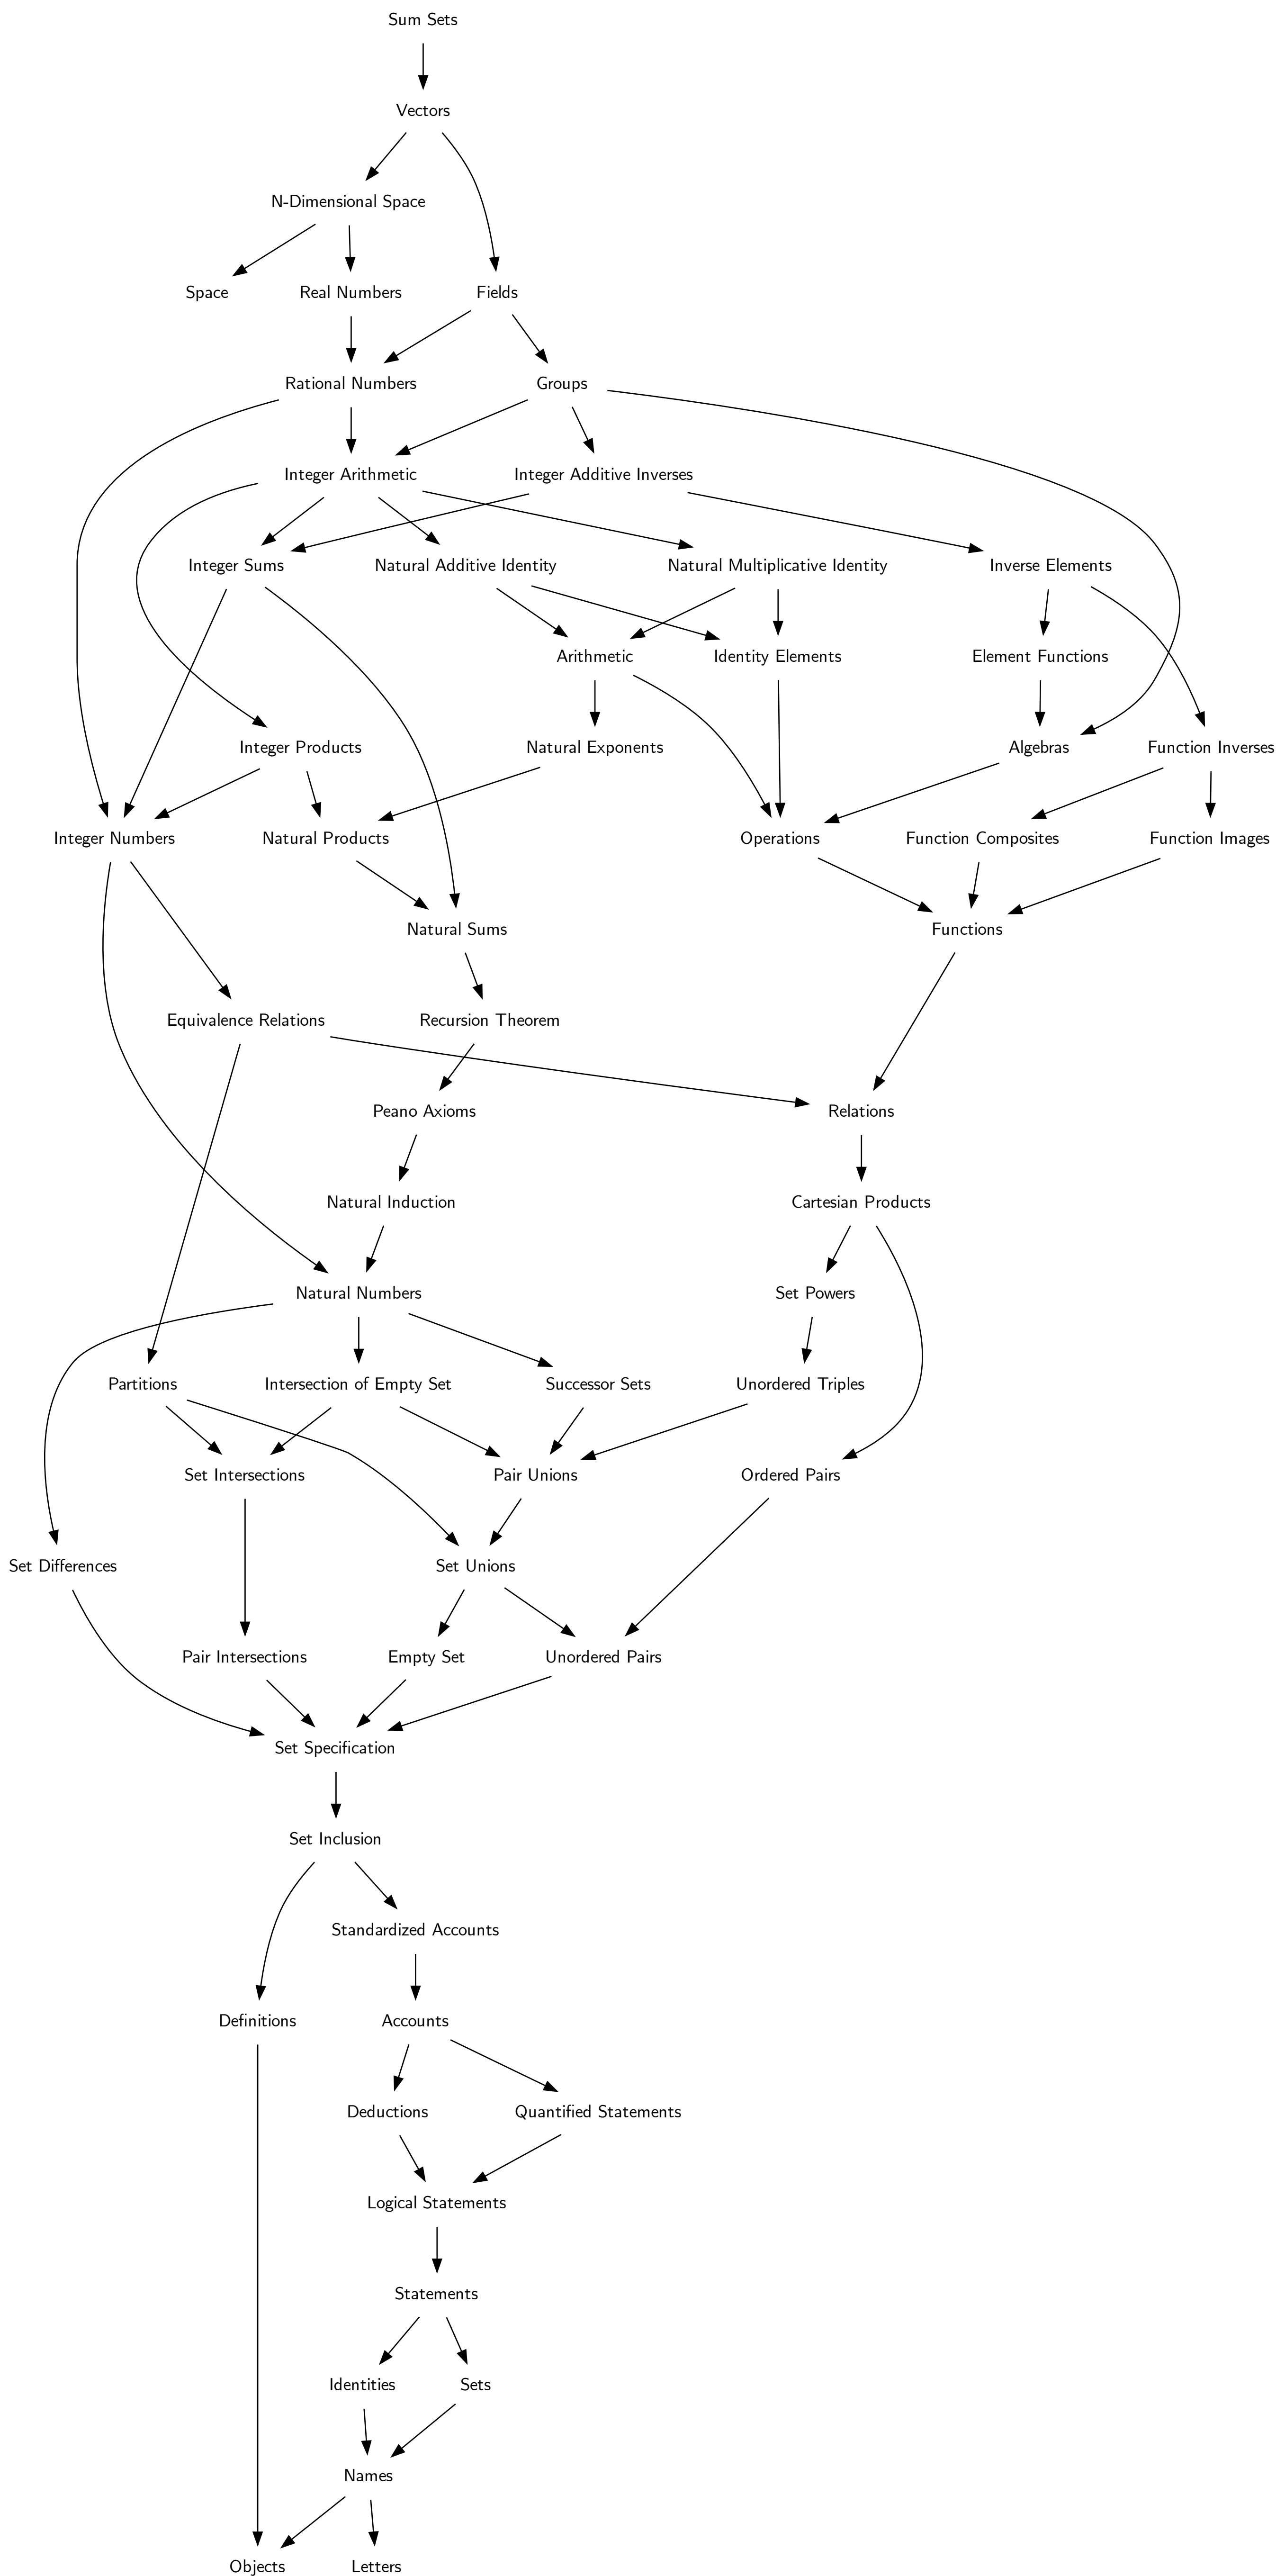 Sum Sets
Vectors
N-Dimensional Space
Space
Real Numbers
Fields
Rational Numbers
Groups
Integer Arithmetic
Integer Additive Inverses
Integer Sums
Natural Additive Identity
Natural Multiplicative Identity
Inverse Elements
Arithmetic
Identity Elements
Element Functions
Integer Products
Natural Exponents
Algebras
Function Inverses
Integer Numbers
Natural Products
Operations
Function Composites
Function Images
Natural Sums
Functions
Equivalence Relations
Recursion Theorem
Peano Axioms
Relations
Natural Induction
Cartesian Products
Natural Numbers
Set Powers
Partitions
Intersection of Empty Set
Successor Sets
Unordered Triples
Set Intersections
Pair Unions
Ordered Pairs
Set Differences
Set Unions
Pair Intersections
Empty Set
Unordered Pairs
Set Specification
Set Inclusion
Standardized Accounts
Definitions
Accounts
Deductions
Quantified Statements
Logical Statements
Statements
Identities
Sets
Names
Objects
Letters